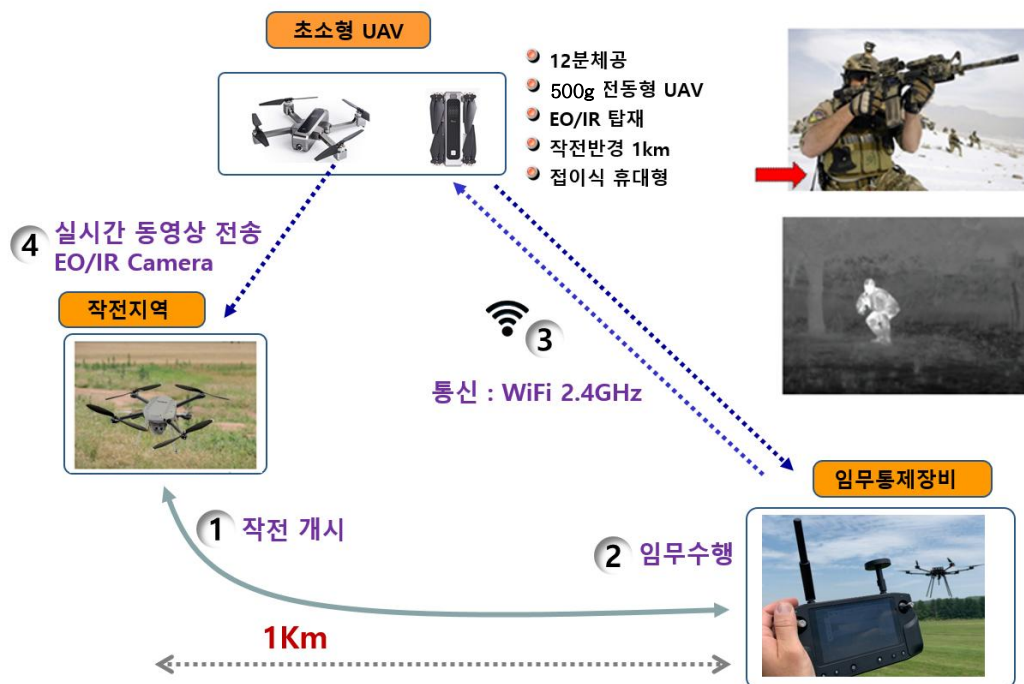 초소형 UAV
12분체공
500g 전동형 UAV
EO/IR 탑재
작전반경 1km
접이식 휴대형
4 실시간 동영상 전송
EO/IR Camera
작전지역
3
통신 : WiFi 2.4GHz
임무통제장비
1 작전 개시
2 임무수행
1Km